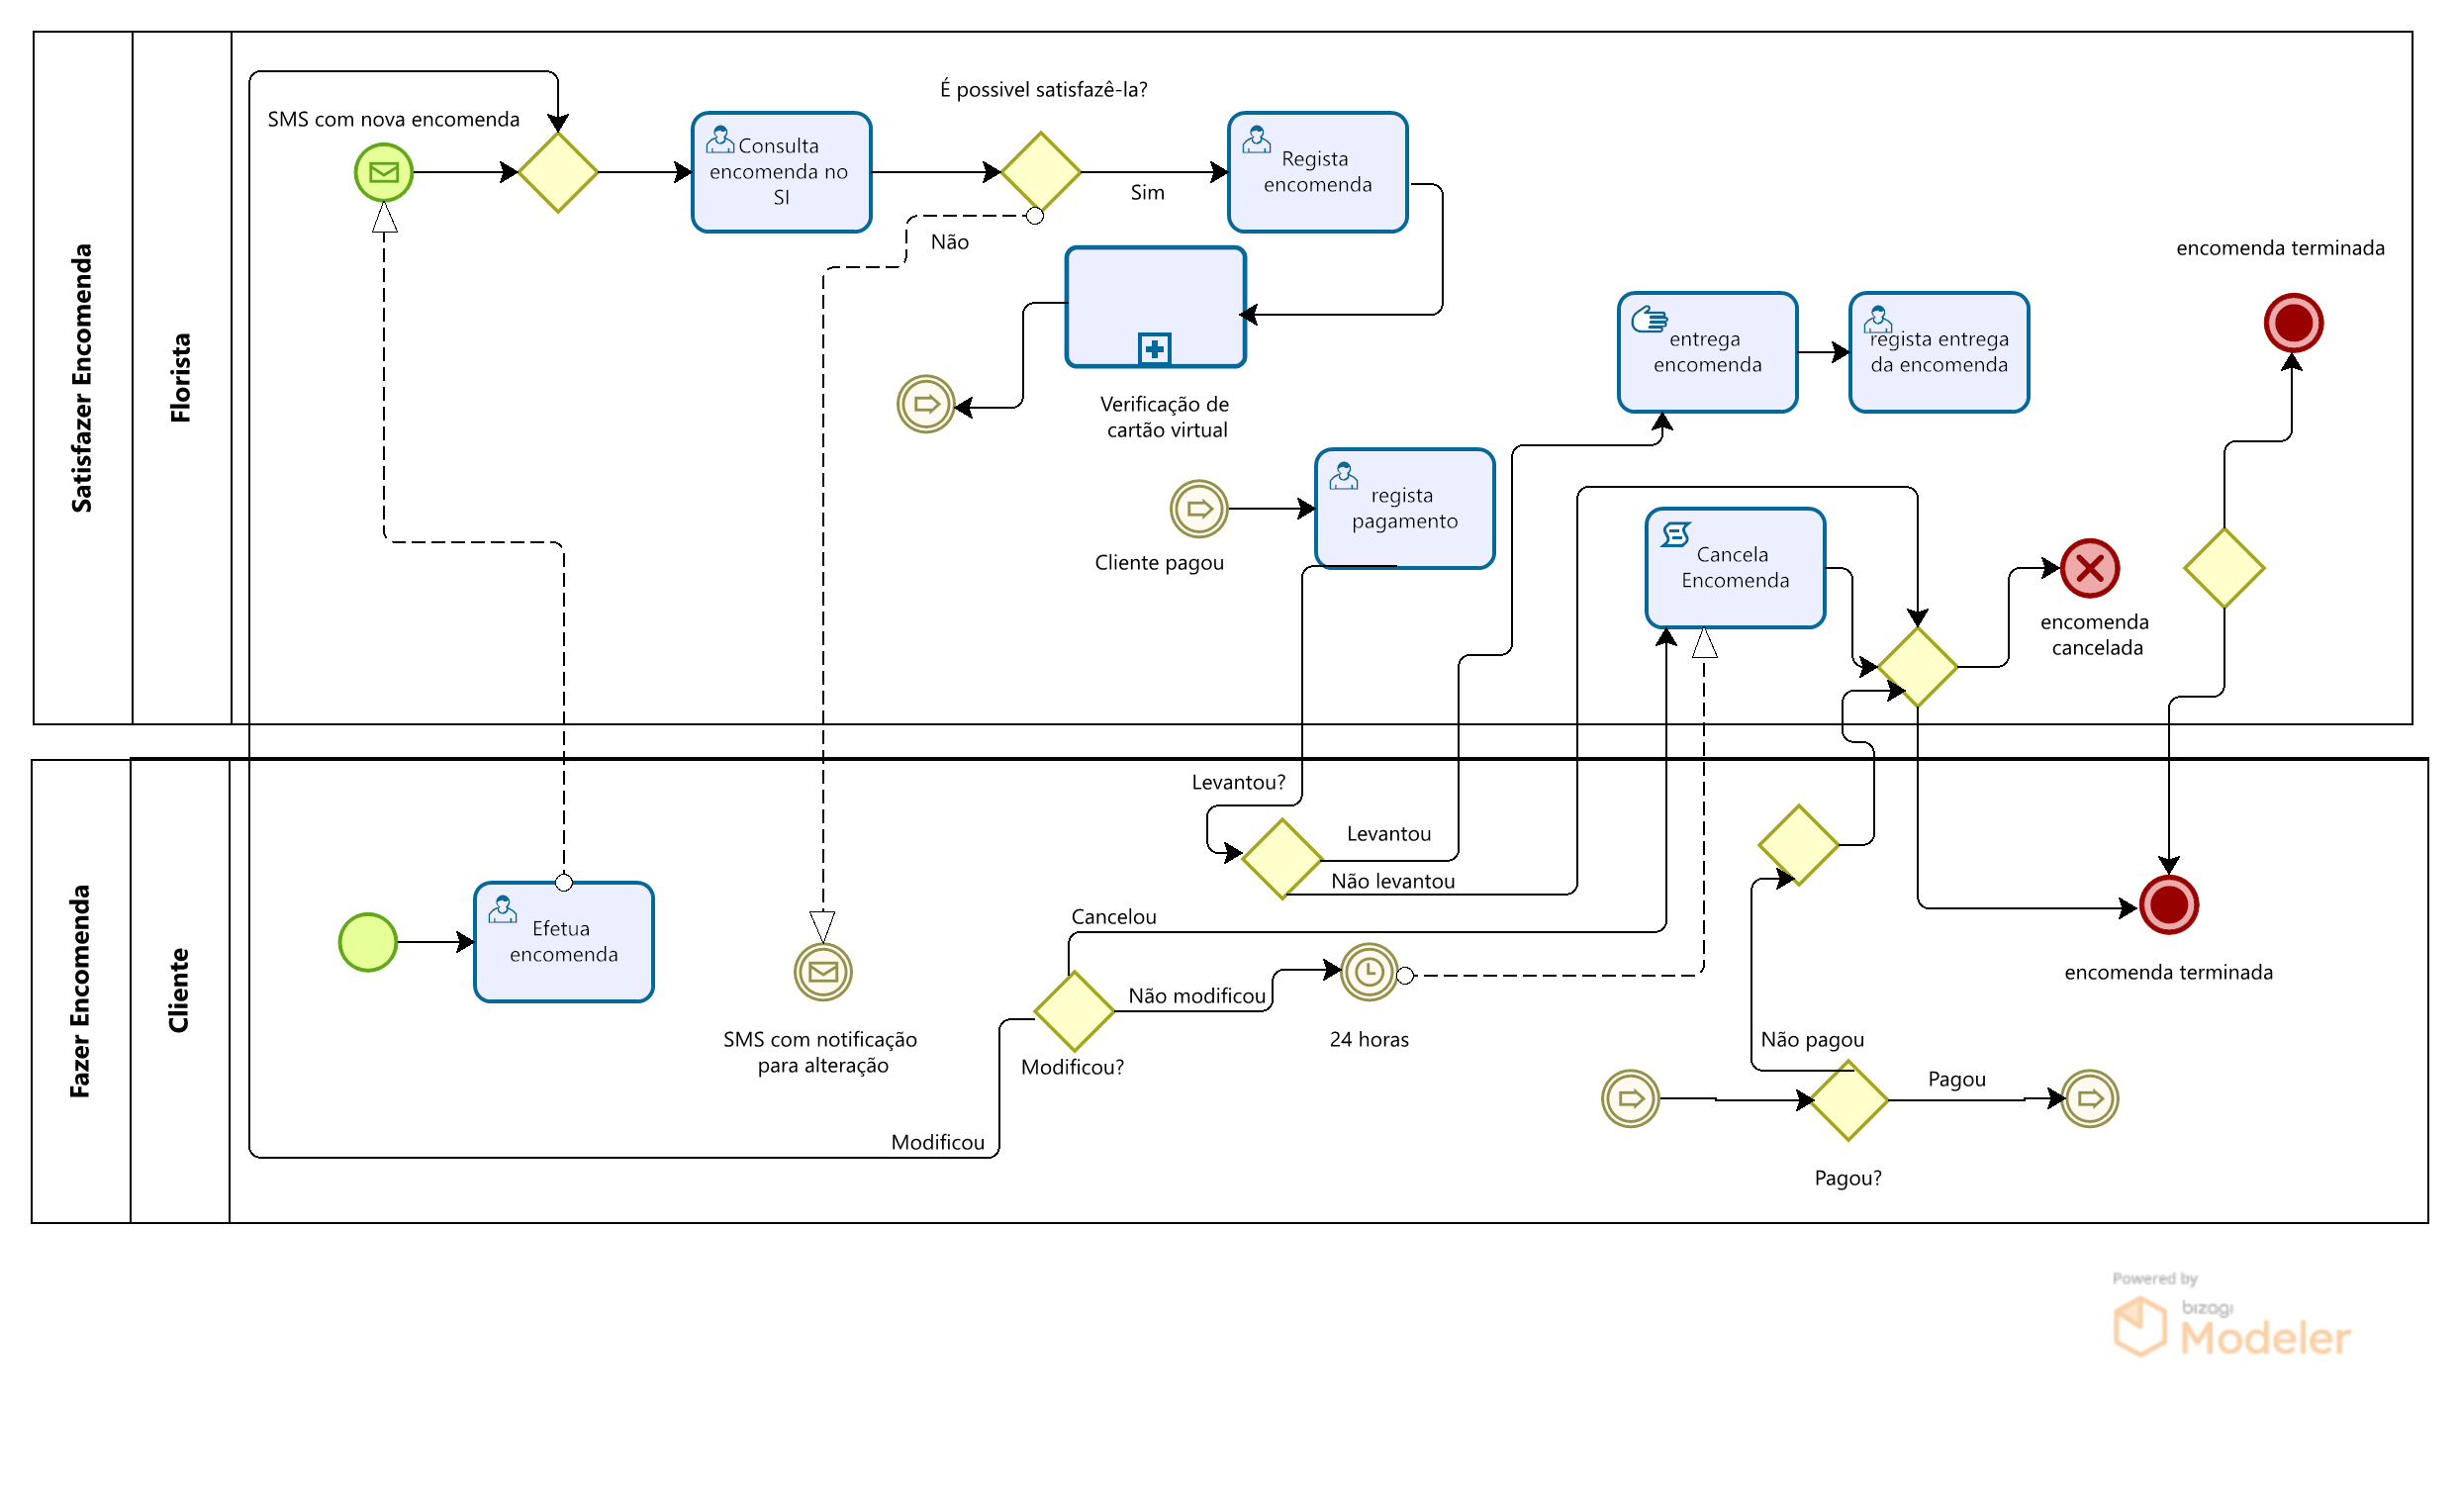 Satisfazer Encomenda
Florista
SMS com nova encomenda
Consulta
encomenda no
SI
É possivel satisfazê-la?
Sim
Não
Regista
encomenda
Verificação de
cartão virtual
Cliente pagou
regista
pagamento
entrega
encomenda
regista entrega
da encomenda
encomenda terminada
Cancela
Encomenda
encomenda
cancelada
Fazer Encomenda
Cliente
Efetua
encomenda
SMS com notificação
para alteração
Levantou?
Levantou
Não levantou
Cancelou
Não modificou
Modificou?
Modificou
24 horas
Não pagou
Pagou
Pagou?
encomenda terminada
Powered by
bizagi
Modeler